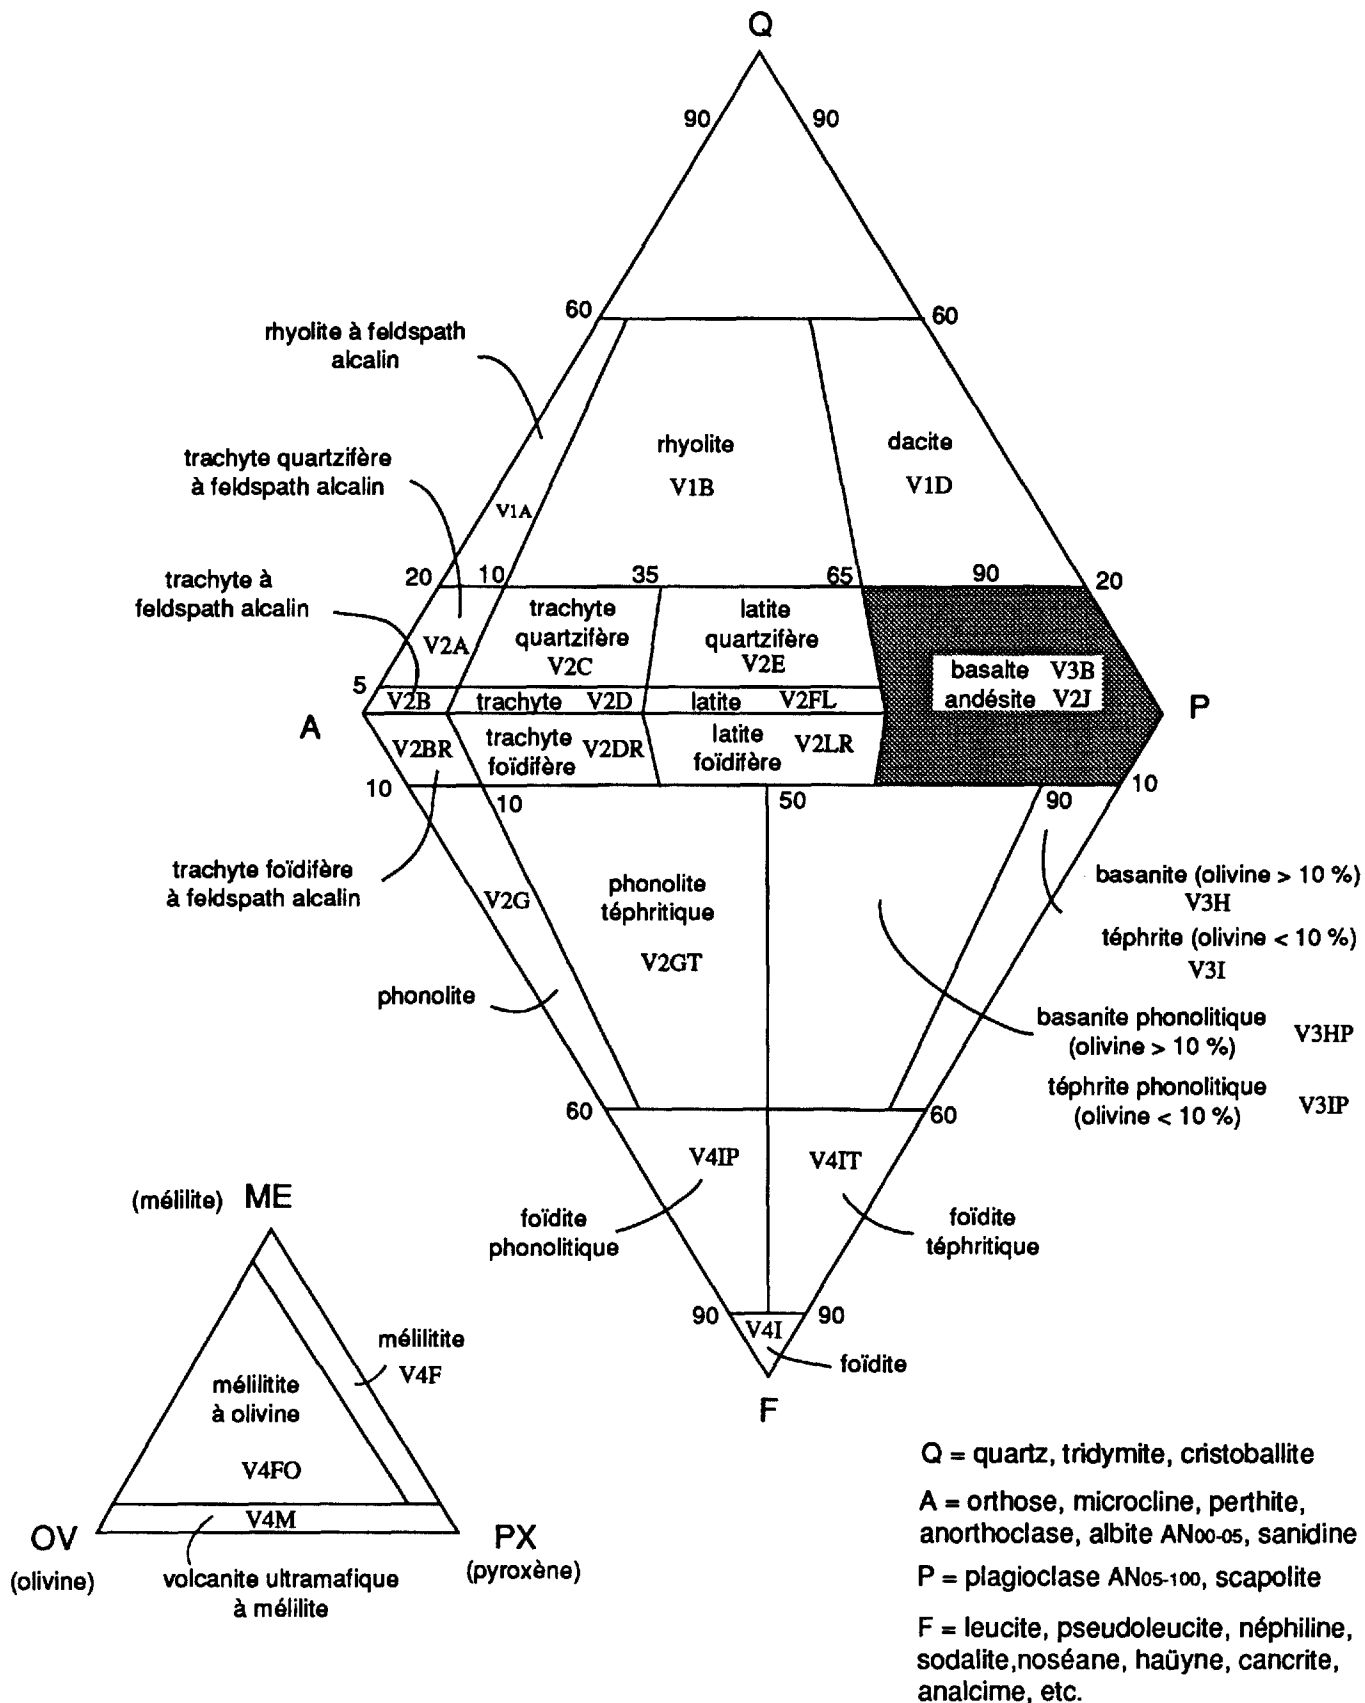 Q
90
90
60
60
rhyolite à feldspath
alcalin
rhyolite
V1B
dacite
V1D
trachyte quartzifère
à feldspath alcalin
V1A
trachyte à
feldspath alcalin
20
10
35
65
90
20
V2A
trachyte
quartzifère
V2C
latite
quartzifère
V2E
basalte V3B
andésite V2J
5
V2B
trachyte V2D
latite V2FL
A
P
V2BR
trachyte
foïdifère
V2DR
latite
foïdifère
V2LR
10
10
50
90
10
trachyte foïdifère
à feldspath alcalin
V2G
phonolite
téphritique
V2GT
basanite (olivine > 10 %)
V3H
téphrite (olivine < 10 %)
V3I
phonolite
basanite phonolitique
(olivine > 10 %)
V3HP
téphrite phonolitique
(olivine < 10 %)
V3IP
60
60
V4IP
V4IT
foïdite
phonolitique
foïdite
téphritique
90
90
V4I
foïdite
F
(mélilite) ME
mélilitite
V4F
mélilitite
à olivine
V4FO
V4M
OV
(olivine)
PX
(pyroxène)
volcanite ultramafique
à mélilite
Q = quartz, tridymite, cristoballite
A = orthose, microcline, perthite,
anorthoclase, albite AN00-05, sanidine
P = plagioclase AN05-100, scapolite
F = leucite, pseudoleucite, néphiline,
sodalite,noséane, haüyne, cancrite,
analcime, etc.